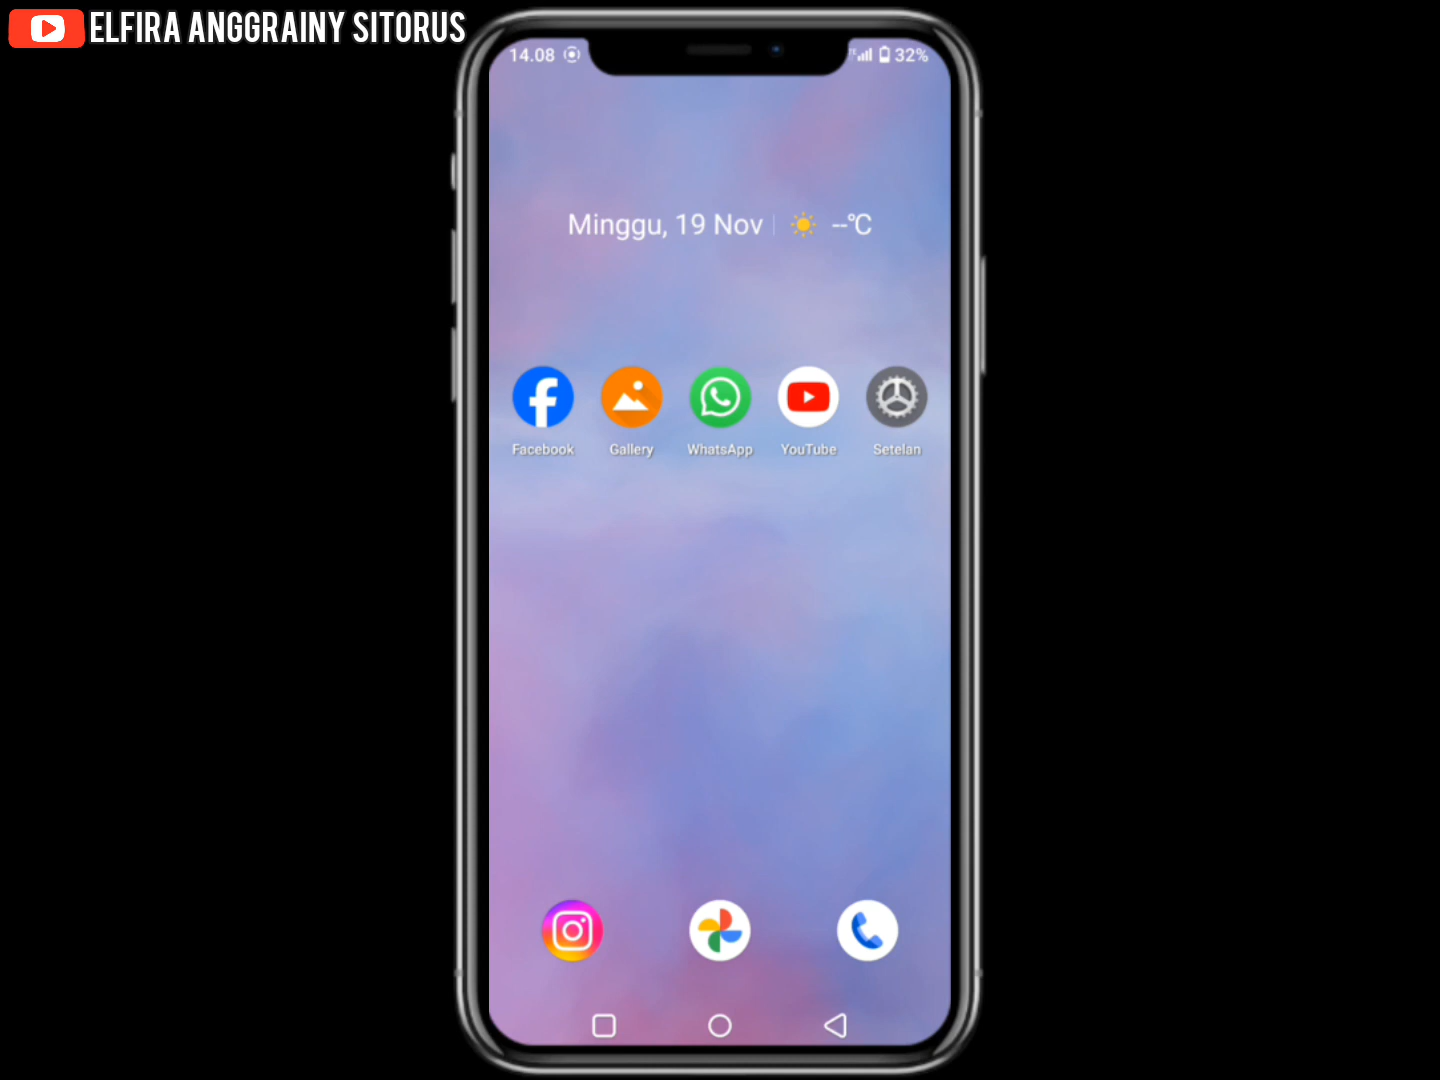 ELFIRA ANGGRAINY SITORUS
14.08
32%
Minggu, 19 Nov
--°C
Facebook
Gallery
WhatsApp
YouTube
Setelan